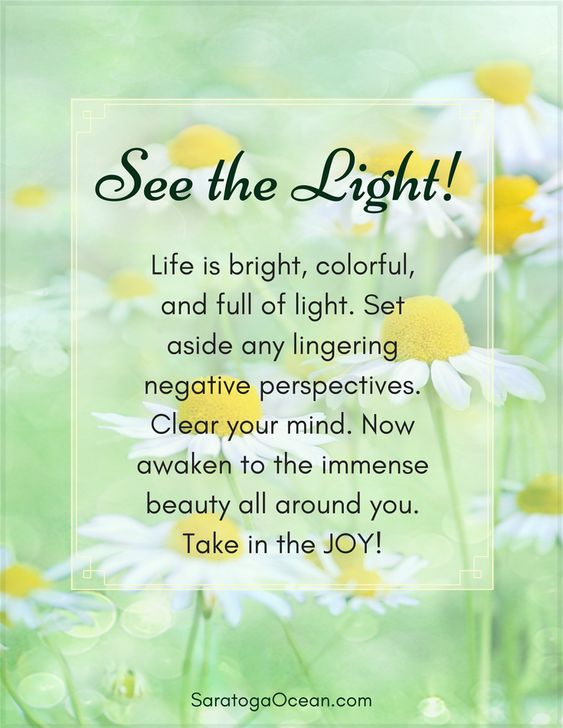 See the Light!
Life is bright, colorful,
and full of light. Set
aside any lingering
negative perspectives.
Clear your mind. Now
awaken to the immense
beauty all around you.
Take in the JOY!
SaratogaOcean.com